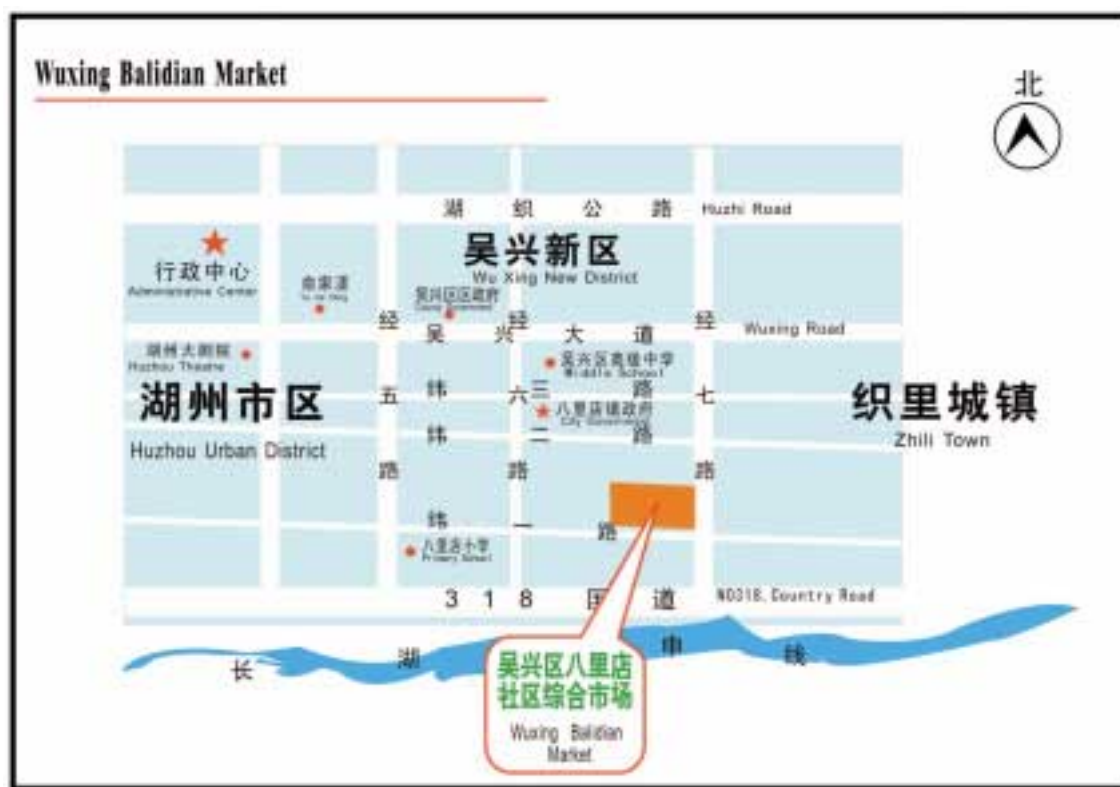 Wuxing Balidian Market
北
湖织公路 Huzhi Road
吴兴新区
Wu Xing New District
行政中心
Administrative Center
吴兴区区政府
吴兴大道 Wuxing Road
湖州大剧院
Huzhou Theatre
吴兴区高级中学
Middle School
湖州市区
Huzhou Urban District
织里城镇
Zhili Town
经五路
经六路
经七路
纬三路
八里店镇政府
City Government
纬二路
纬一路
八里店小学
Primary School
318国道 NO318.Country Road
长湖申线
吴兴区八里店
社区综合市场
Wuxing Balidian
Market